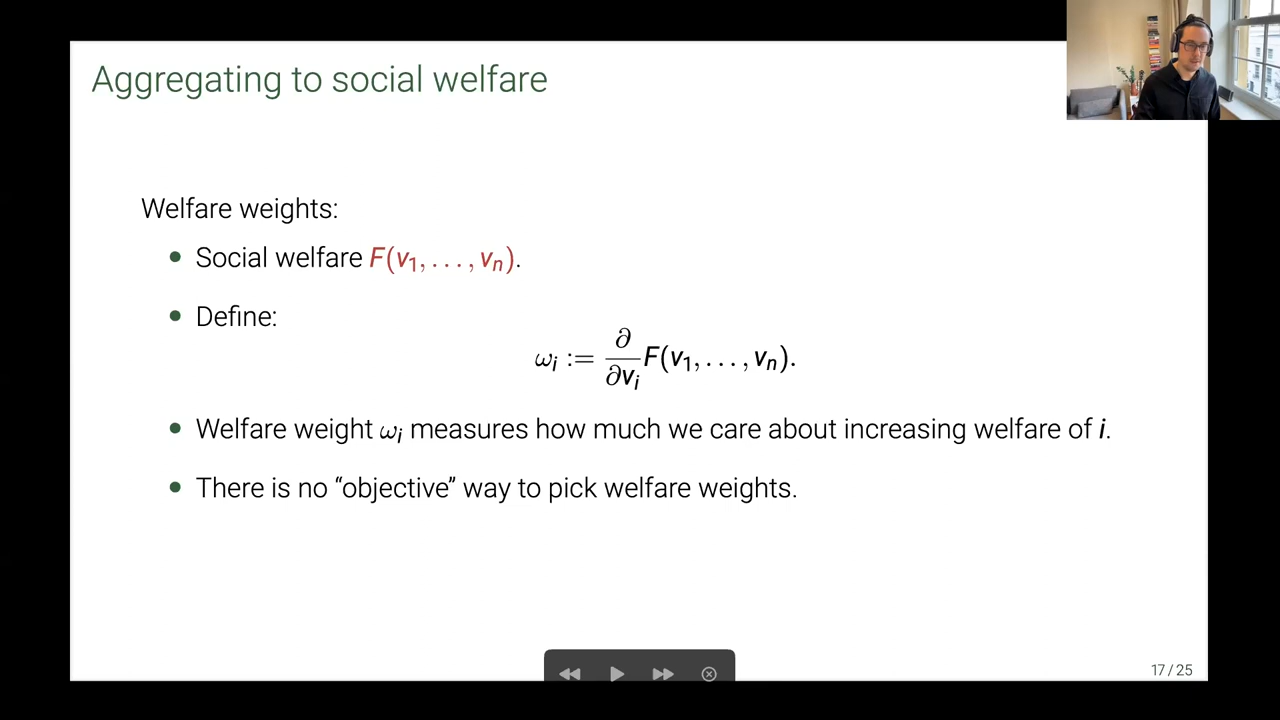 Aggregating to social welfare
Welfare weights:
• Social welfare F(v₁, . . . , vₙ).
• Define:
ωᵢ := ∂/∂vᵢ F(v₁, . . . , vₙ).
• Welfare weight ωᵢ measures how much we care about increasing welfare of i.
• There is no “objective” way to pick welfare weights.
17 / 25